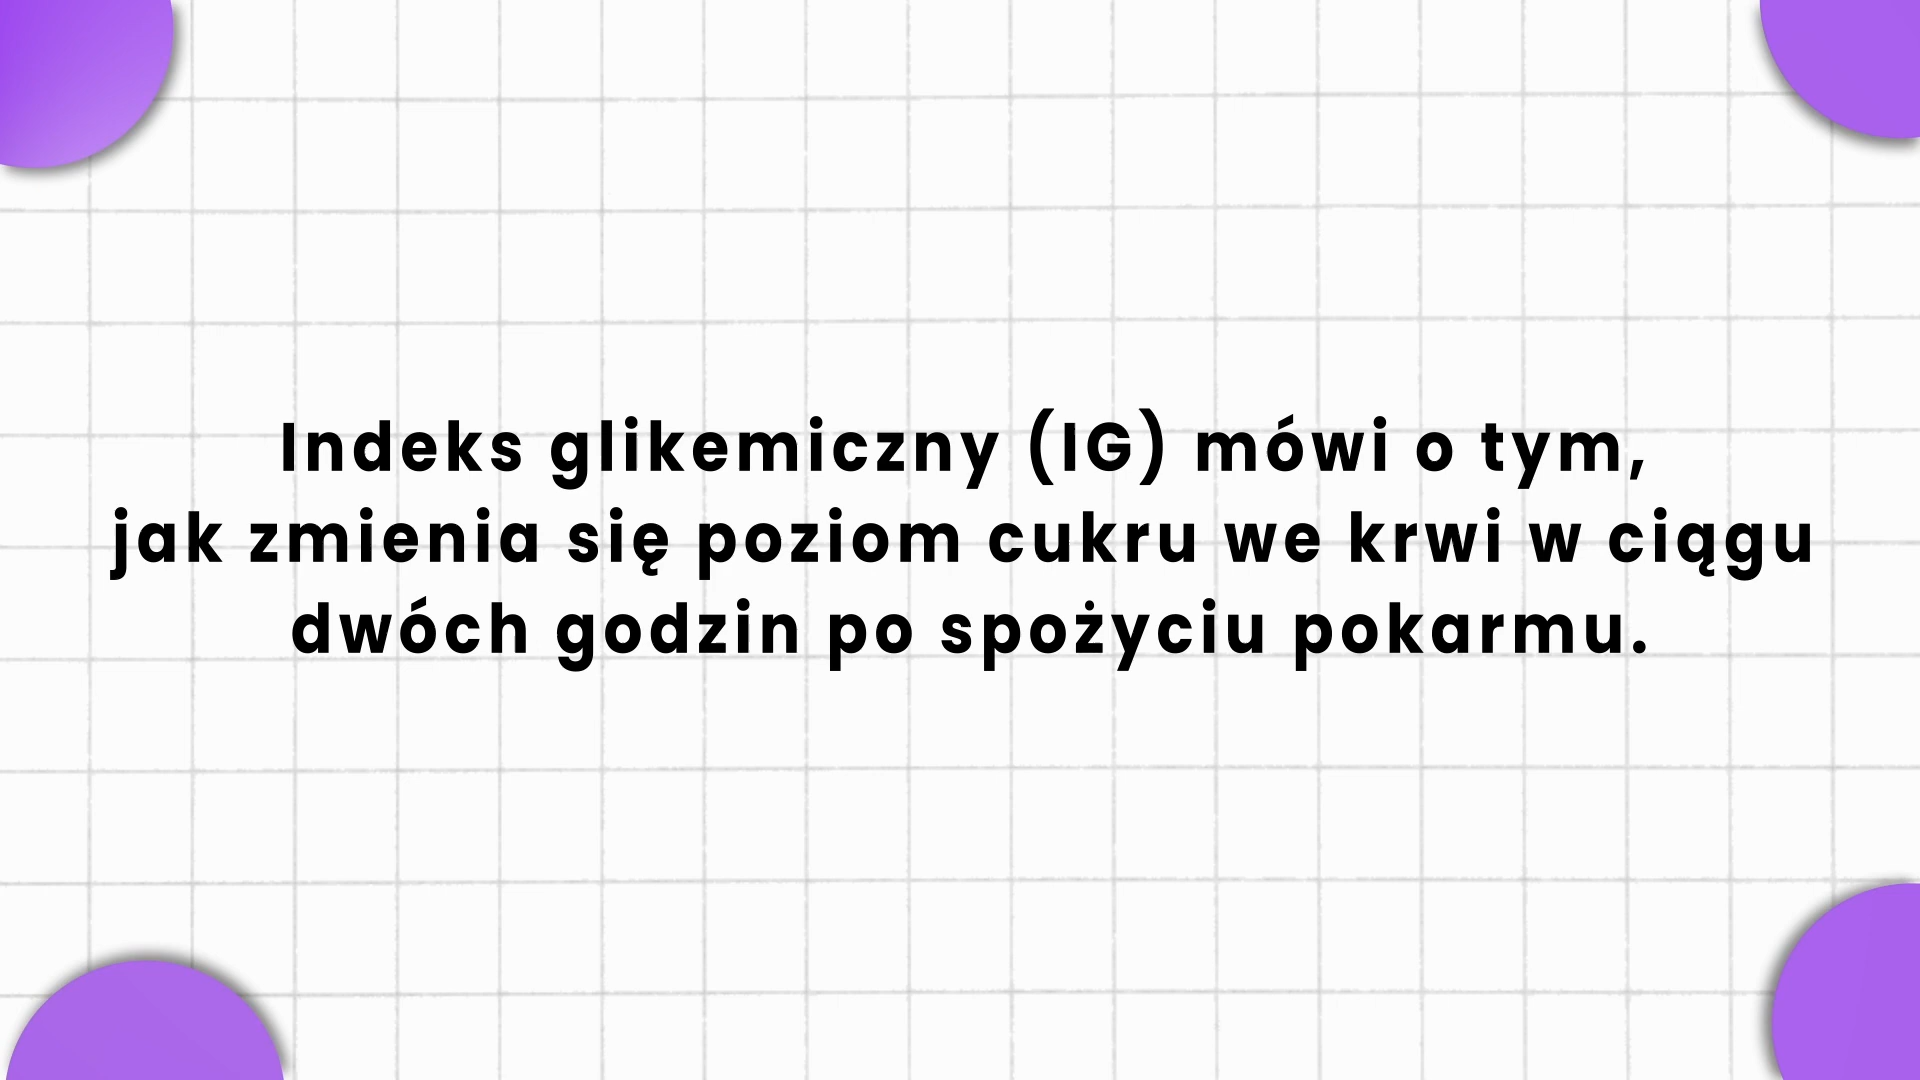 Indeks glikemiczny (IG) mówi o tym,
jak zmienia się poziom cukru we krwi w ciągu
dwóch godzin po spożyciu pokarmu.